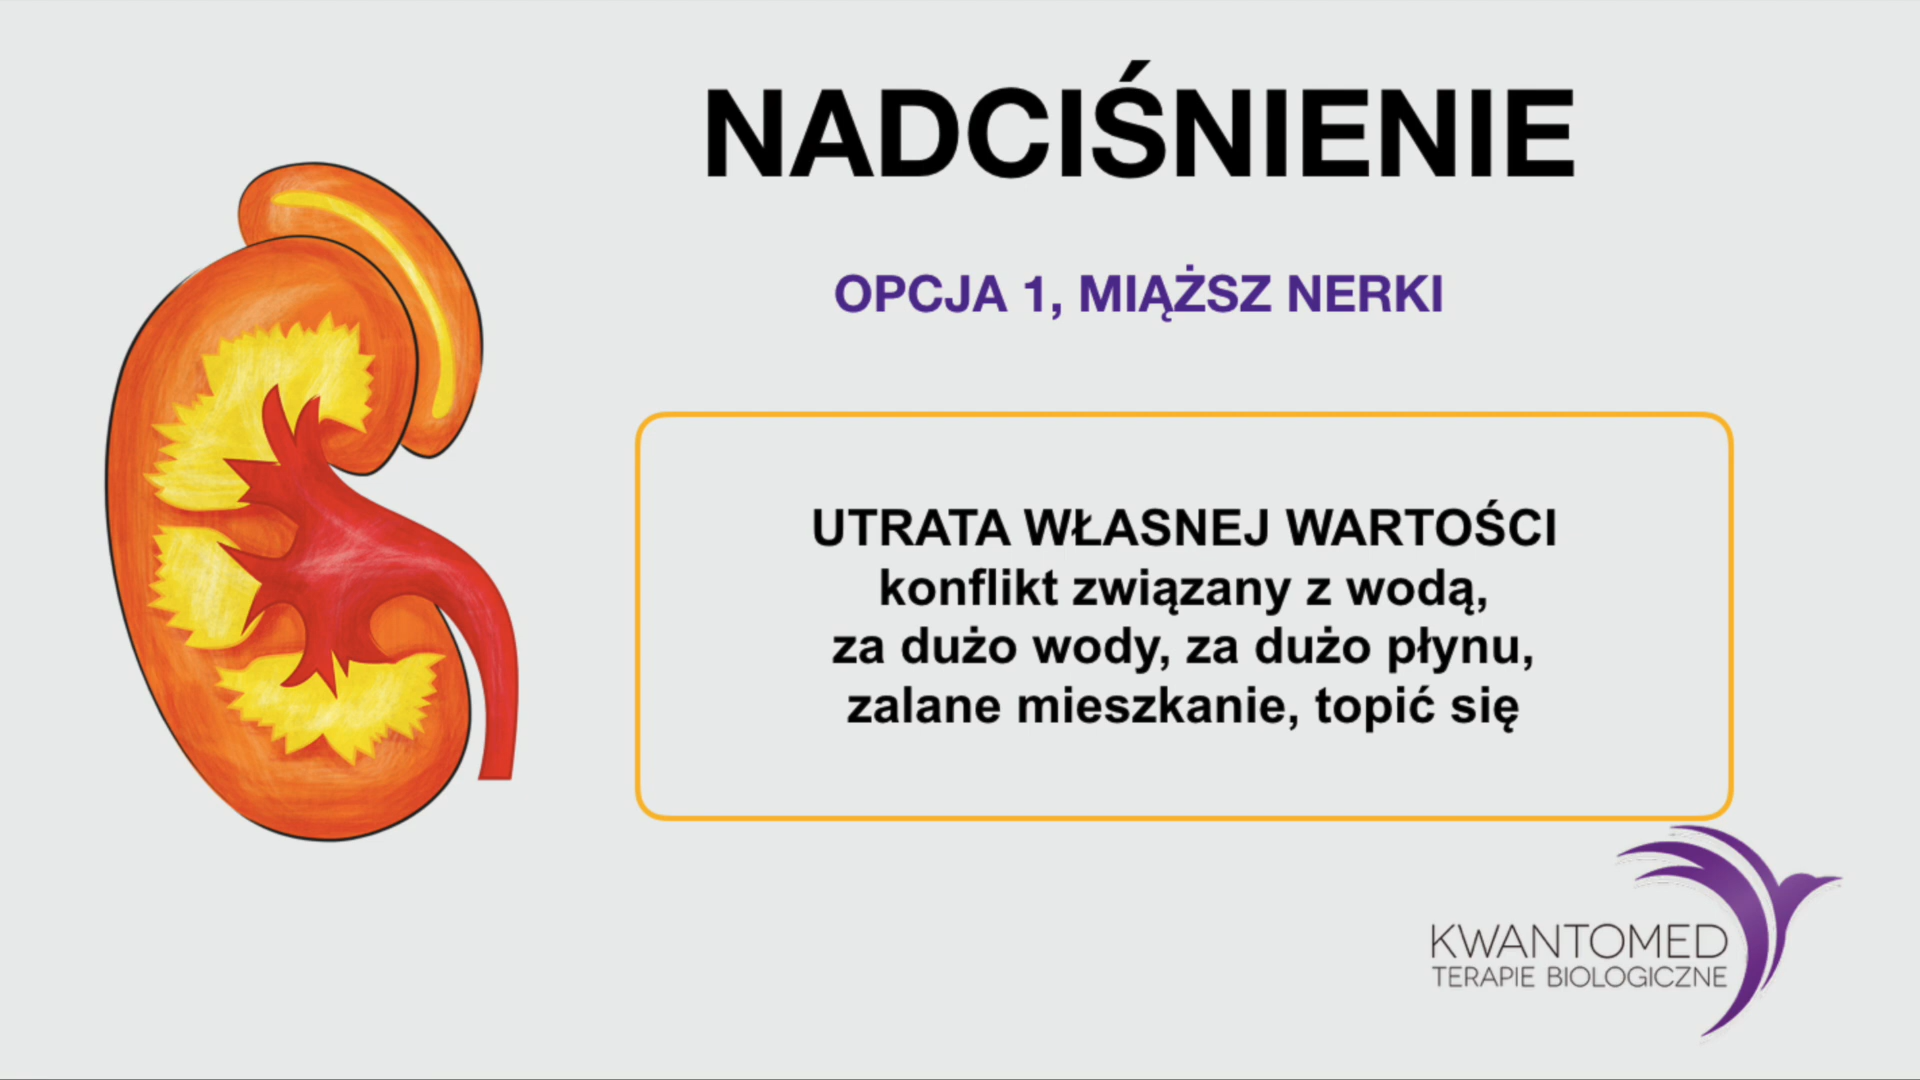 NADCIŚNIENIE
OPCJA 1, MIĄŻSZ NERKI
UTRATA WŁASNEJ WARTOŚCI
konflikt związany z wodą,
za dużo wody, za dużo płynu,
zalane mieszkanie, topić się
KWANTOMED
TERAPIE BIOLOGICZNE